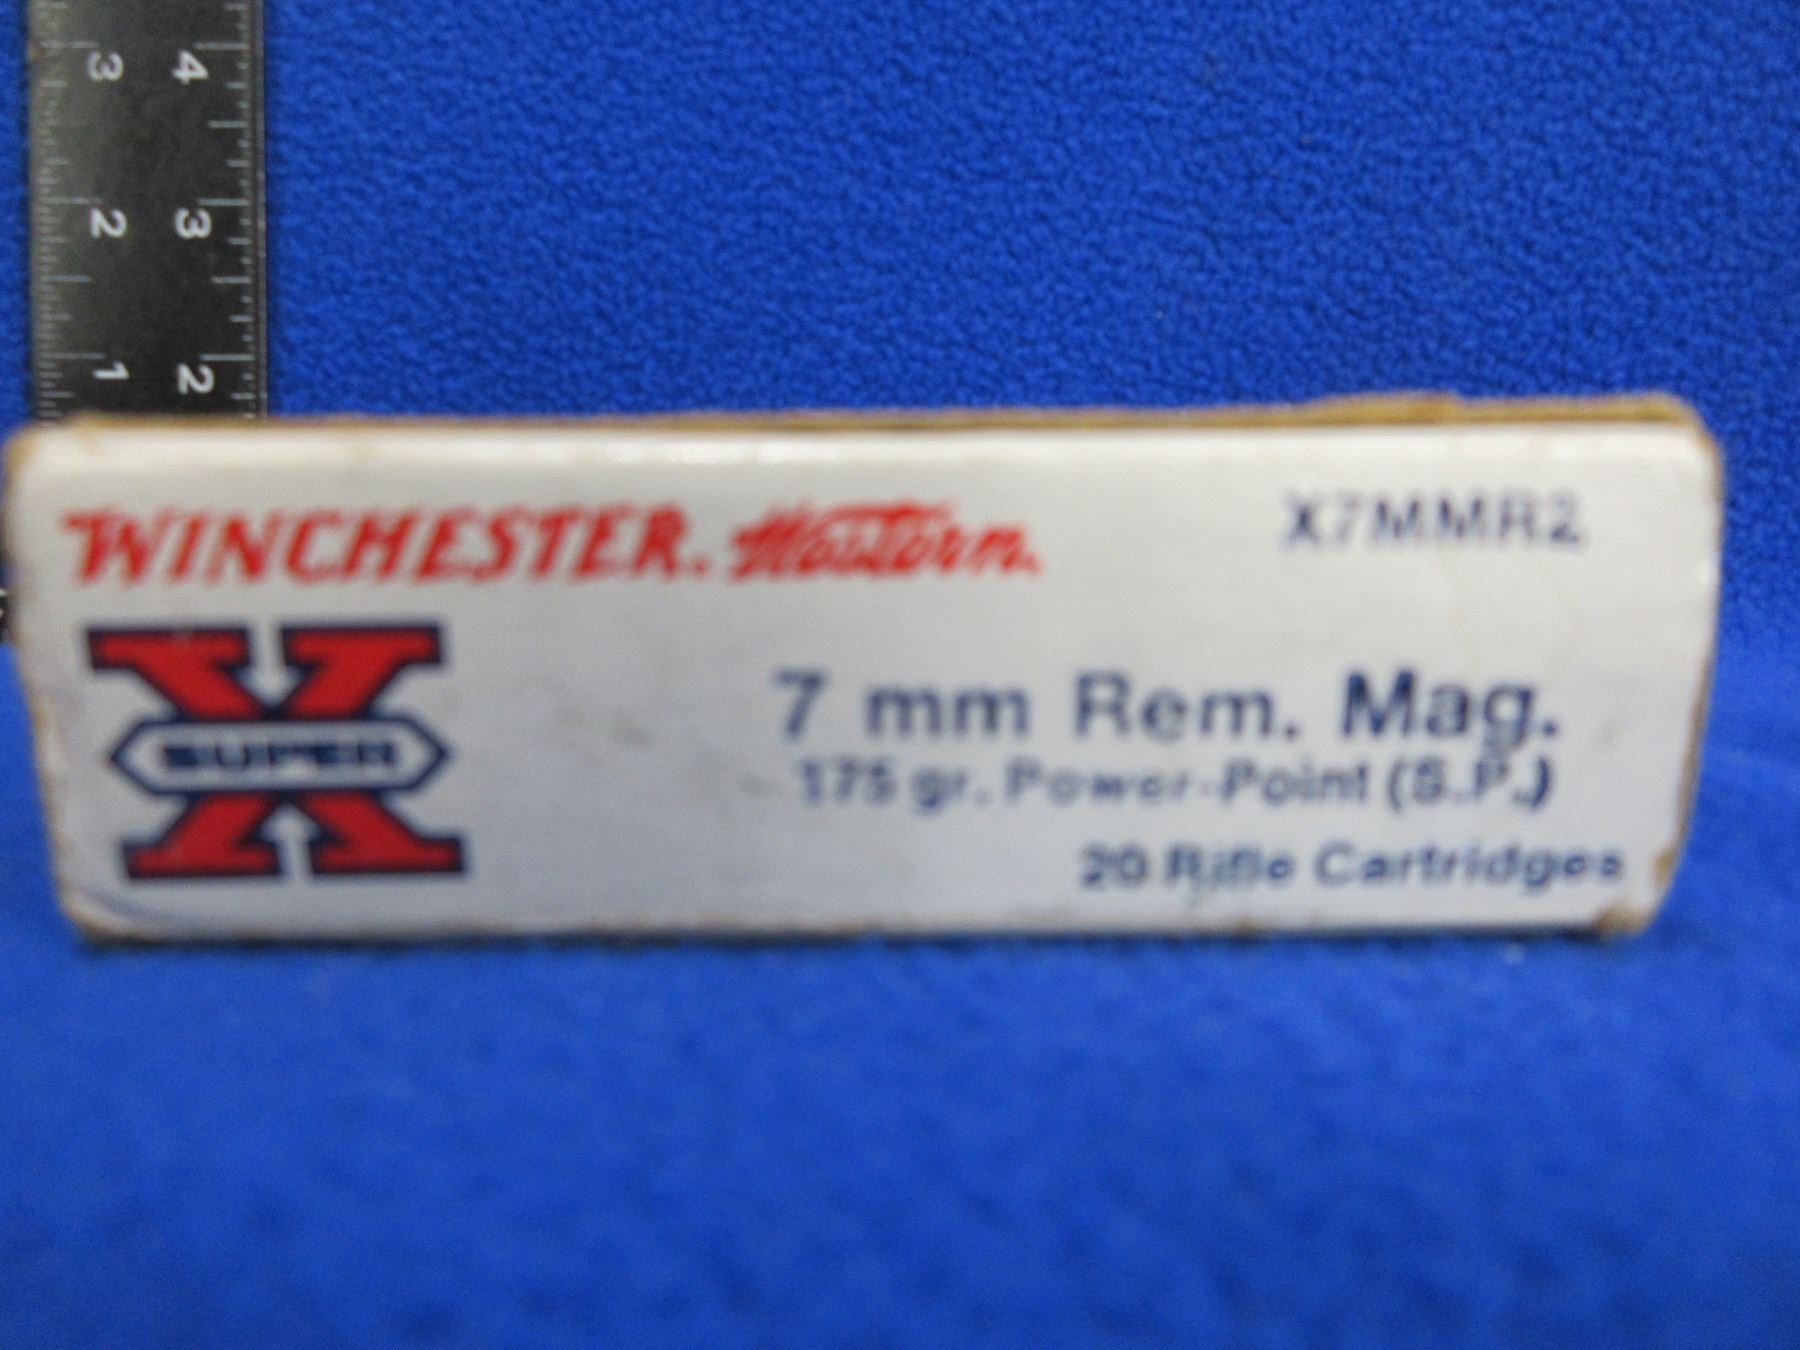 3 4
2 3
1 2
WINCHESTER. Western. X7MMR2
SUPER X
7 mm Rem. Mag.
175 gr. Power-Point (S.P.)
20 Rifle Cartridges